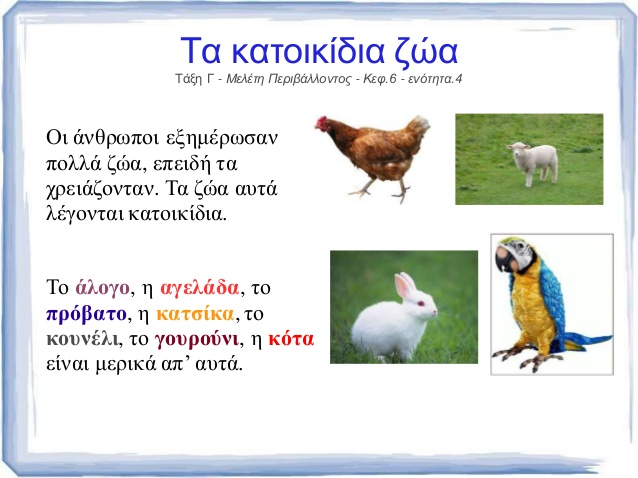 Τα κατοικίδια ζώα
Τάξη Γ - Μελέτη Περιβάλλοντος - Κεφ.6 - ενότητα.4
Οι άνθρωποι εξημέρωσαν
πολλά ζώα, επειδή τα
χρειάζονταν. Τα ζώα αυτά
λέγονται κατοικίδια.
Το άλογο, η αγελάδα, το
πρόβατο, η κατσίκα, το
κουνέλι, το γουρούνι, η κότα
είναι μερικά απ’ αυτά.